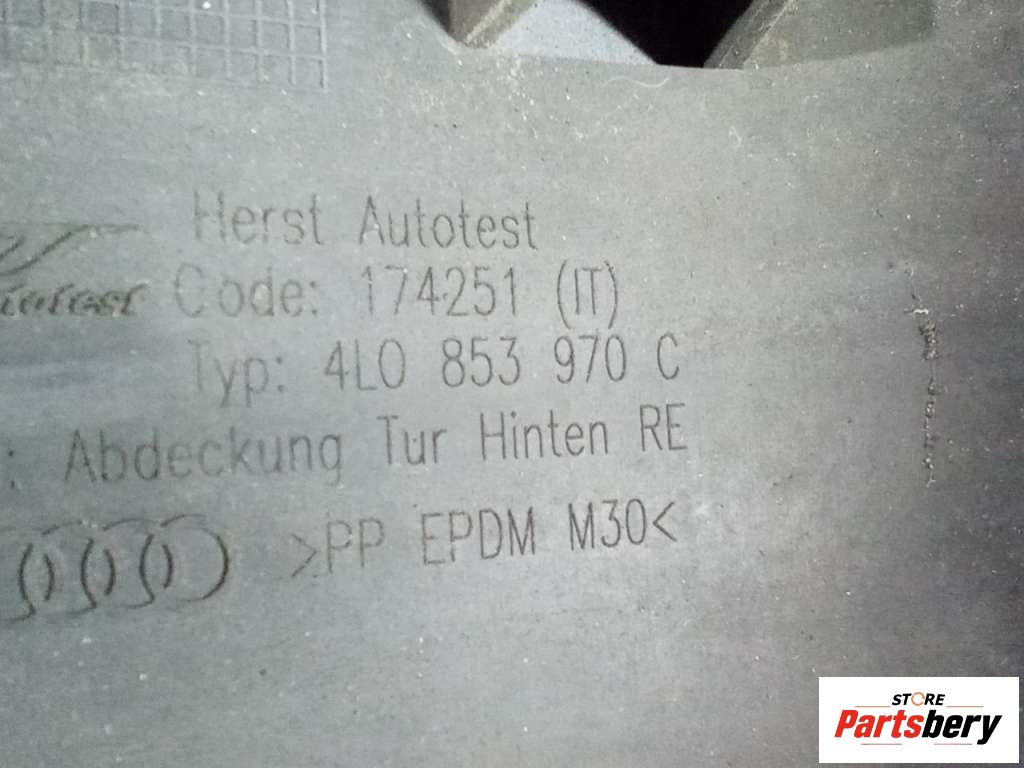 Herst Autotest
Code: 174251 (IT)
Typ: 4L0 853 970 C
: Abdeckung Tur Hinten RE
>PP EPDM M30<
STORE
Partsbery